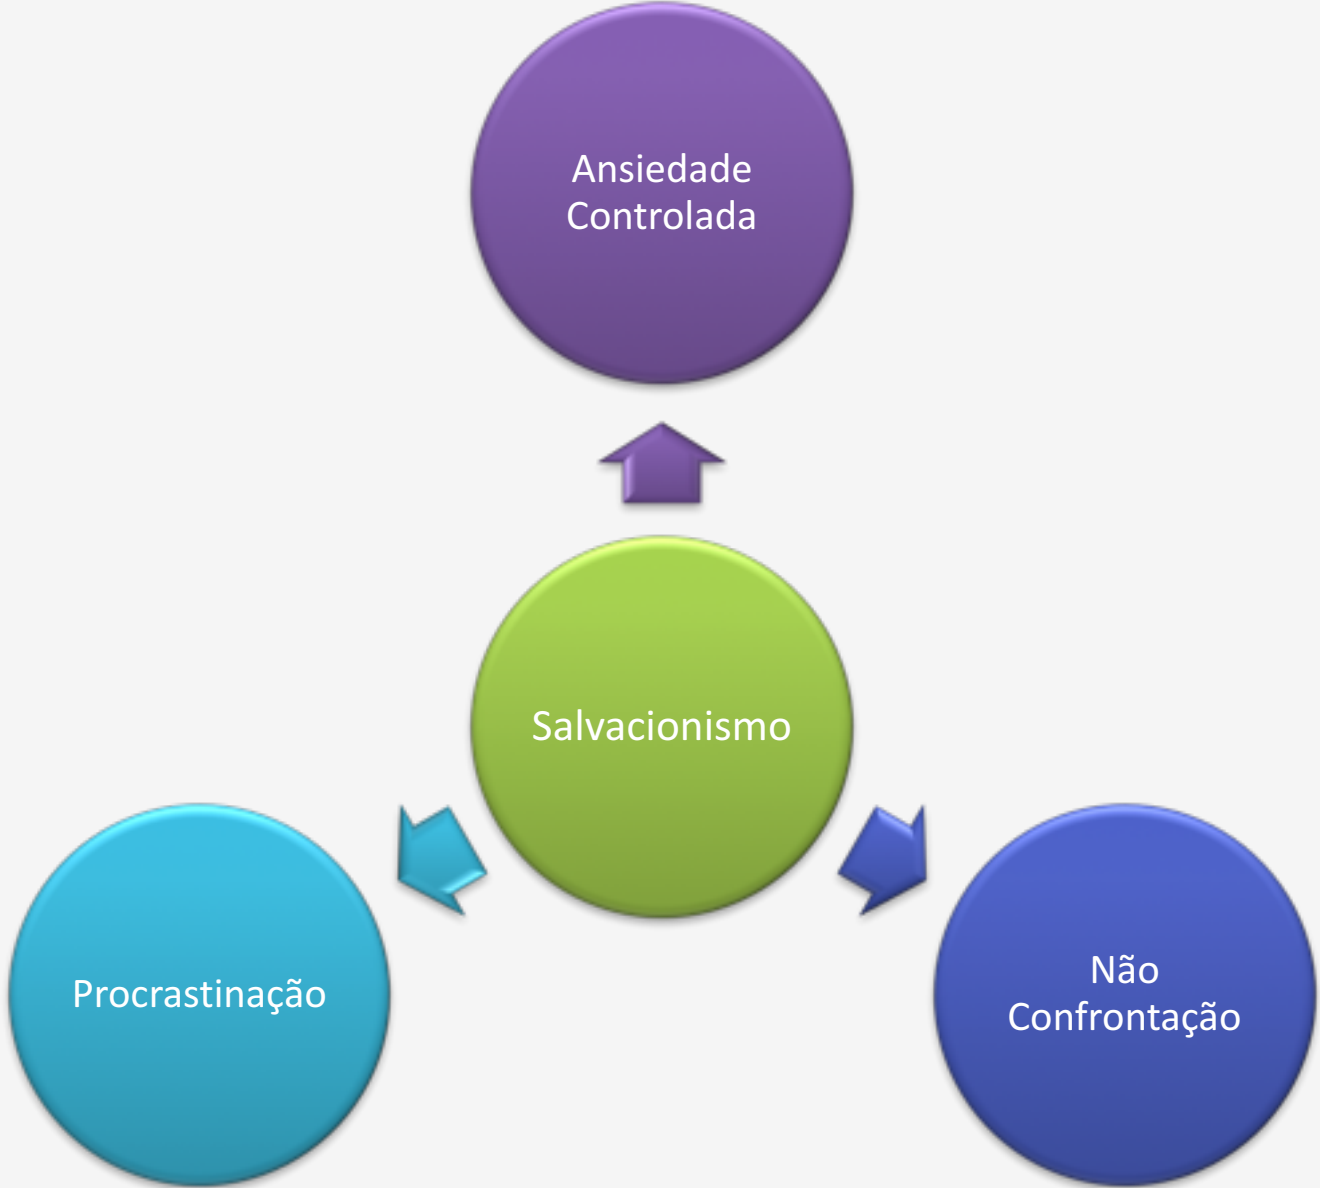 Ansiedade
Controlada
Salvacionismo
Procrastinação
Não
Confrontação